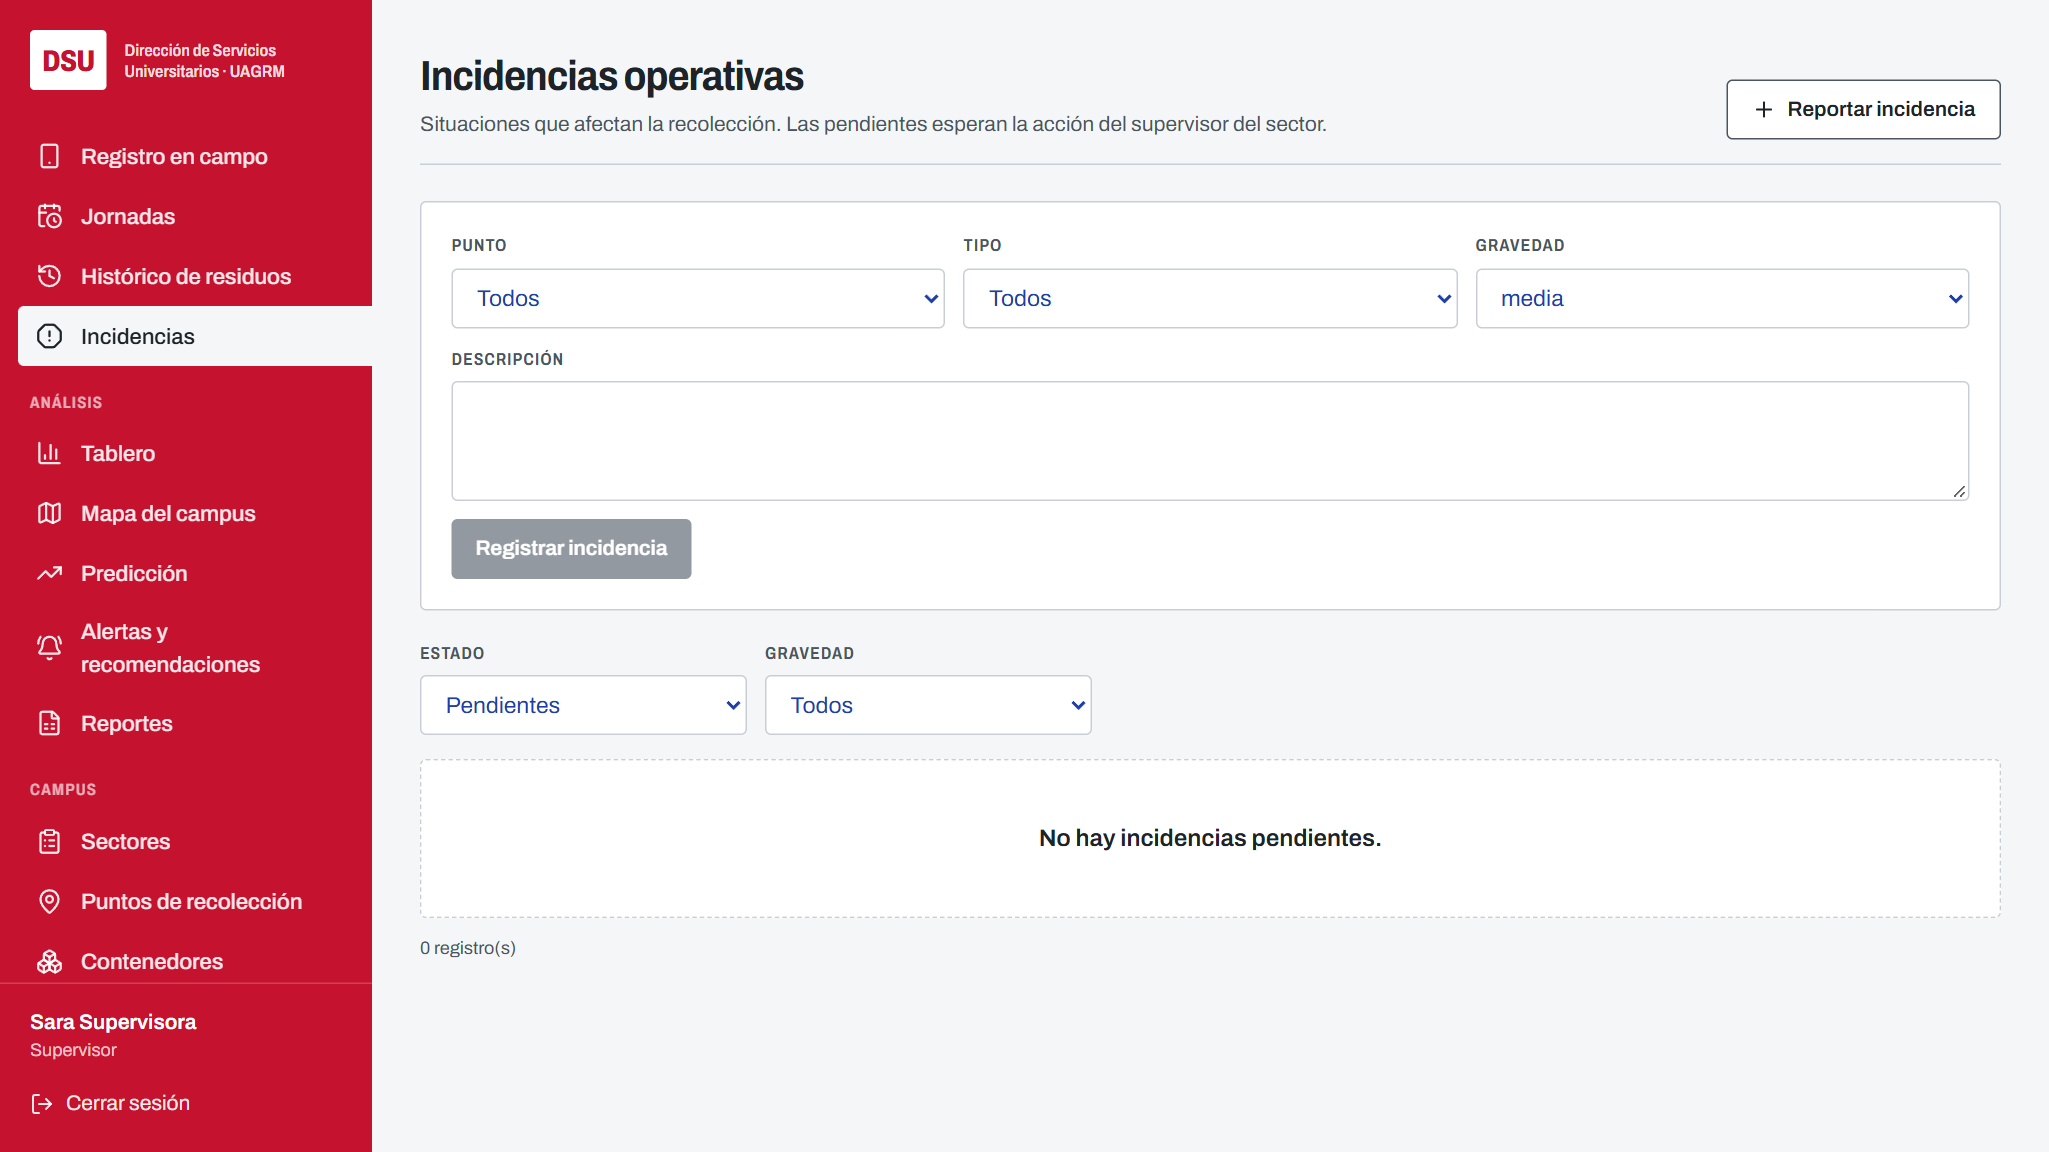 DSU
Dirección de Servicios
Universitarios · UAGRM
Registro en campo
Jornadas
Histórico de residuos
Incidencias
ANÁLISIS
Tablero
Mapa del campus
Predicción
Alertas y
recomendaciones
Reportes
CAMPUS
Sectores
Puntos de recolección
Contenedores
Sara Supervisora
Supervisor
Cerrar sesión
Incidencias operativas
Situaciones que afectan la recolección. Las pendientes esperan la acción del supervisor del sector.
Reportar incidencia
PUNTO TIPO GRAVEDAD
Todos Todos media
DESCRIPCIÓN
Registrar incidencia
ESTADO GRAVEDAD
Pendientes Todos
No hay incidencias pendientes.
0 registro(s)